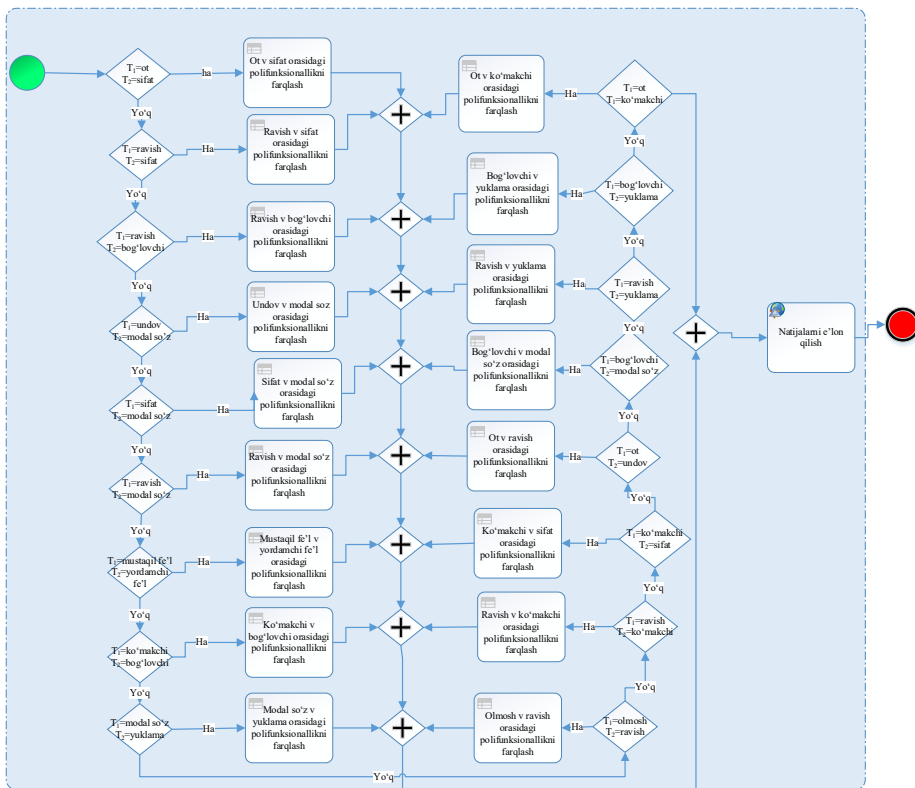 T₁=ot
T₂=sifat
ha
Ot v sifat orasidagi
polifunksionallikni
farqlash
Yo‘q
T₁=ravish
T₂=sifat
Ha
Ravish v sifat
orasidagi
polifunksionallikni
farqlash
Yo‘q
T₁=ravish
T₂=bog‘lovchi
Ha
Ravish v bog‘lovchi
orasidagi
polifunksionallikni
farqlash
Yo‘q
T₁=undov
T₂=modal so‘z
Ha
Undov v modal soz
orasidagi
polifunksionallikni
farqlash
Yo‘q
T₁=sifat
T₂=modal so‘z
Ha
Sifat v modal so‘z
orasidagi
polifunksionallikni
farqlash
Yo‘q
T₁=ravish
T₂=modal so‘z
Ha
Ravish v modal so‘z
orasidagi
polifunksionallikni
farqlash
Yo‘q
T₁=mustaqil fe’l
T₂=yordamchi
fe’l
Ha
Mustaqil fe’l v
yordamchi fe’l
orasidagi
polifunksionallikni
farqlash
Yo‘q
T₁=ko‘makchi
T₂=bog‘lovchi
Ha
Ko‘makchi v
bog‘lovchi orasidagi
polifunksionallikni
farqlash
Yo‘q
T₁=modal so‘z
T₂=yuklama
Ha
Modal so‘z v
yuklama orasidagi
polifunksionallikni
farqlash
Yo‘q
T₁=olmosh
T₂=ravish
Ha
Olmosh v ravish
orasidagi
polifunksionallikni
farqlash
Yo‘q
T₁=ravish
T₂=ko‘makchi
Ha
Ravish v ko‘makchi
orasidagi
polifunksionallikni
farqlash
Yo‘q
T₁=ko‘makchi
T₂=sifat
Ha
Ko‘makchi v sifat
orasidagi
polifunksionallikni
farqlash
Yo‘q
T₁=ot
T₂=undov
Ha
Ot v ravish
orasidagi
polifunksionallikni
farqlash
Yo‘q
T₁=bog‘lovchi
T₂=modal so‘z
Ha
Bog‘lovchi v modal
so‘z orasidagi
polifunksionallikni
farqlash
Yo‘q
T₁=ravish
T₂=yuklama
Ha
Ravish v yuklama
orasidagi
polifunksionallikni
farqlash
Yo‘q
T₁=bog‘lovchi
T₂=yuklama
Ha
Bog‘lovchi v
yuklama orasidagi
polifunksionallikni
farqlash
Yo‘q
T₁=ot
T₁=ko‘makchi
Ha
Ot v ko‘makchi
orasidagi
polifunksionallikni
farqlash
Natijalarni e’lon
qilish